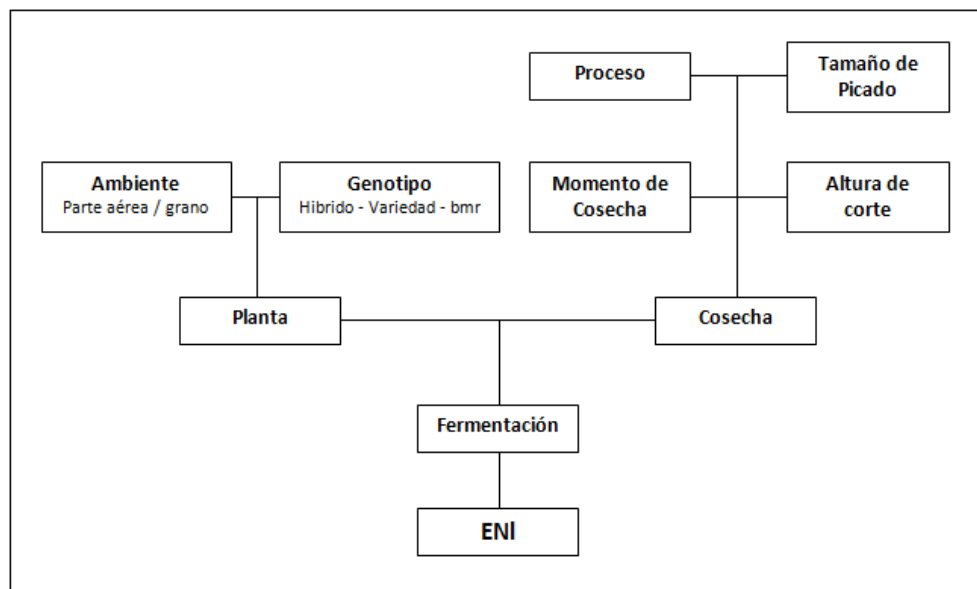 Proceso
Tamaño de
Picado
Ambiente
Parte aérea / grano
Genotipo
Hibrido - Variedad - bmr
Momento de
Cosecha
Altura de
corte
Planta
Cosecha
Fermentación
ENl